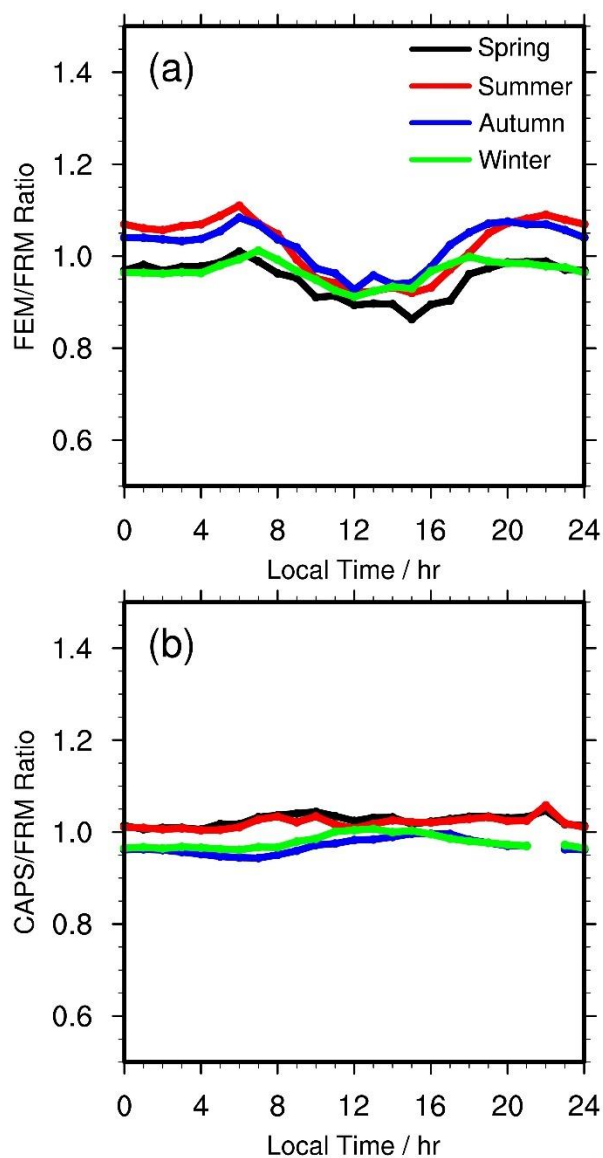 (a)
Spring
Summer
Autumn
Winter
FEM/FRM Ratio
1.4
1.2
1.0
0.8
0.6
0 4 8 12 16 20 24
Local Time / hr
(b)
CAPS/FRM Ratio
1.4
1.2
1.0
0.8
0.6
0 4 8 12 16 20 24
Local Time / hr